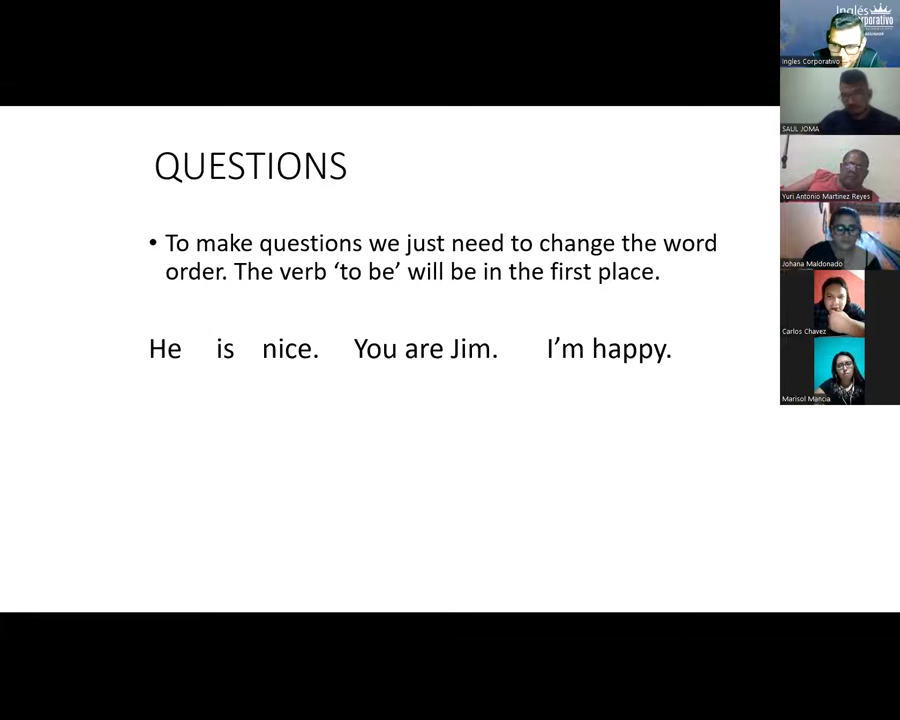 QUESTIONS
• To make questions we just need to change the word
order. The verb ‘to be’ will be in the first place.
He is nice. You are Jim. I’m happy.
Inglés
Ingles Corporativo
SAUL JOMA
Yuri Antonio Martinez Reyes
Johana Maldonado
Carlos Chavez
Marisol Mancia